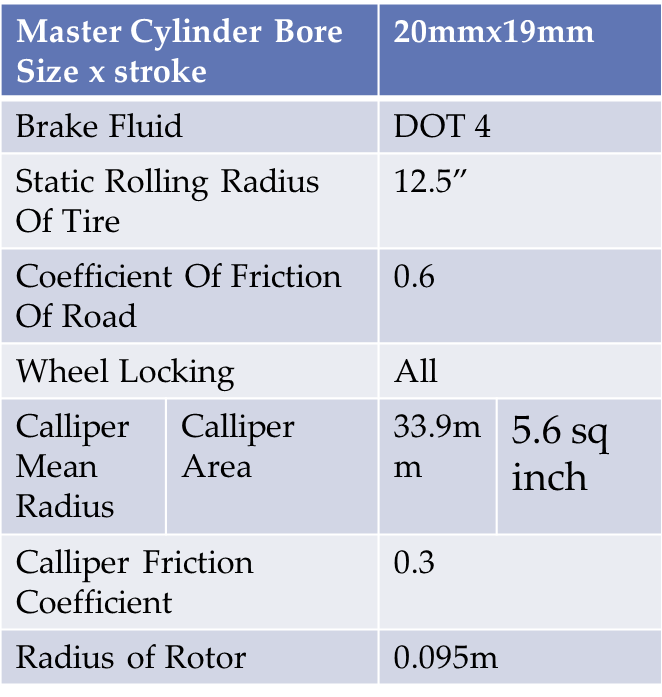 Master Cylinder Bore
Size x stroke
20mmx19mm
Brake Fluid
DOT 4
Static Rolling Radius
Of Tire
12.5”
Coefficient Of Friction
Of Road
0.6
Wheel Locking
All
Calliper
Mean
Radius
Calliper
Area
33.9m
m
5.6 sq
inch
Calliper Friction
Coefficient
0.3
Radius of Rotor
0.095m